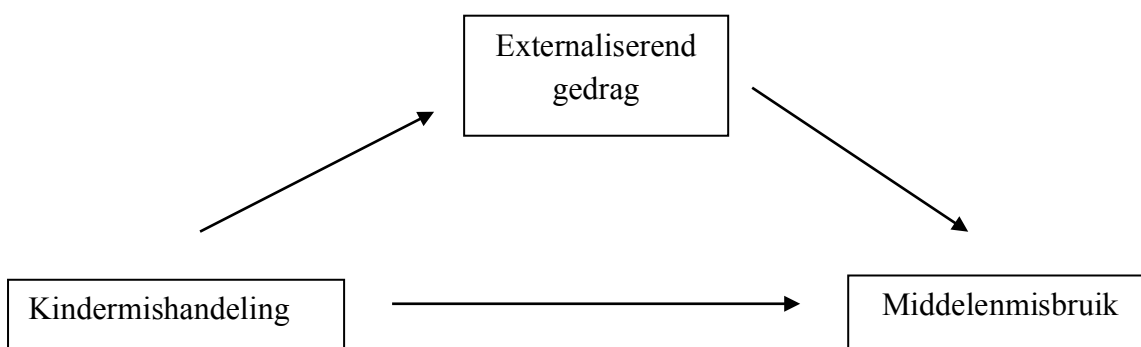 Externaliserend
gedrag
Kindermishandeling
Middelenmisbruik